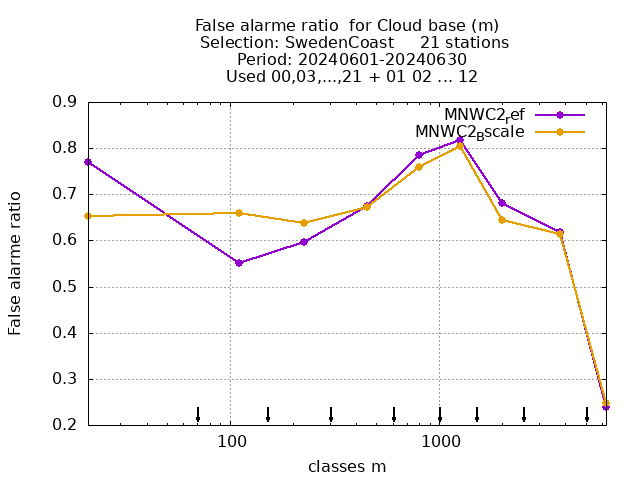 False alarme ratio  for Cloud base (m)
Selection: SwedenCoast     21 stations
Period: 20240601-20240630
Used 00,03,...,21 + 01 02 ... 12
MNWC2ref
MNWC2Bscale
0.9
0.8
0.7
0.6
0.5
0.4
0.3
0.2
False alarme ratio
100
1000
classes m